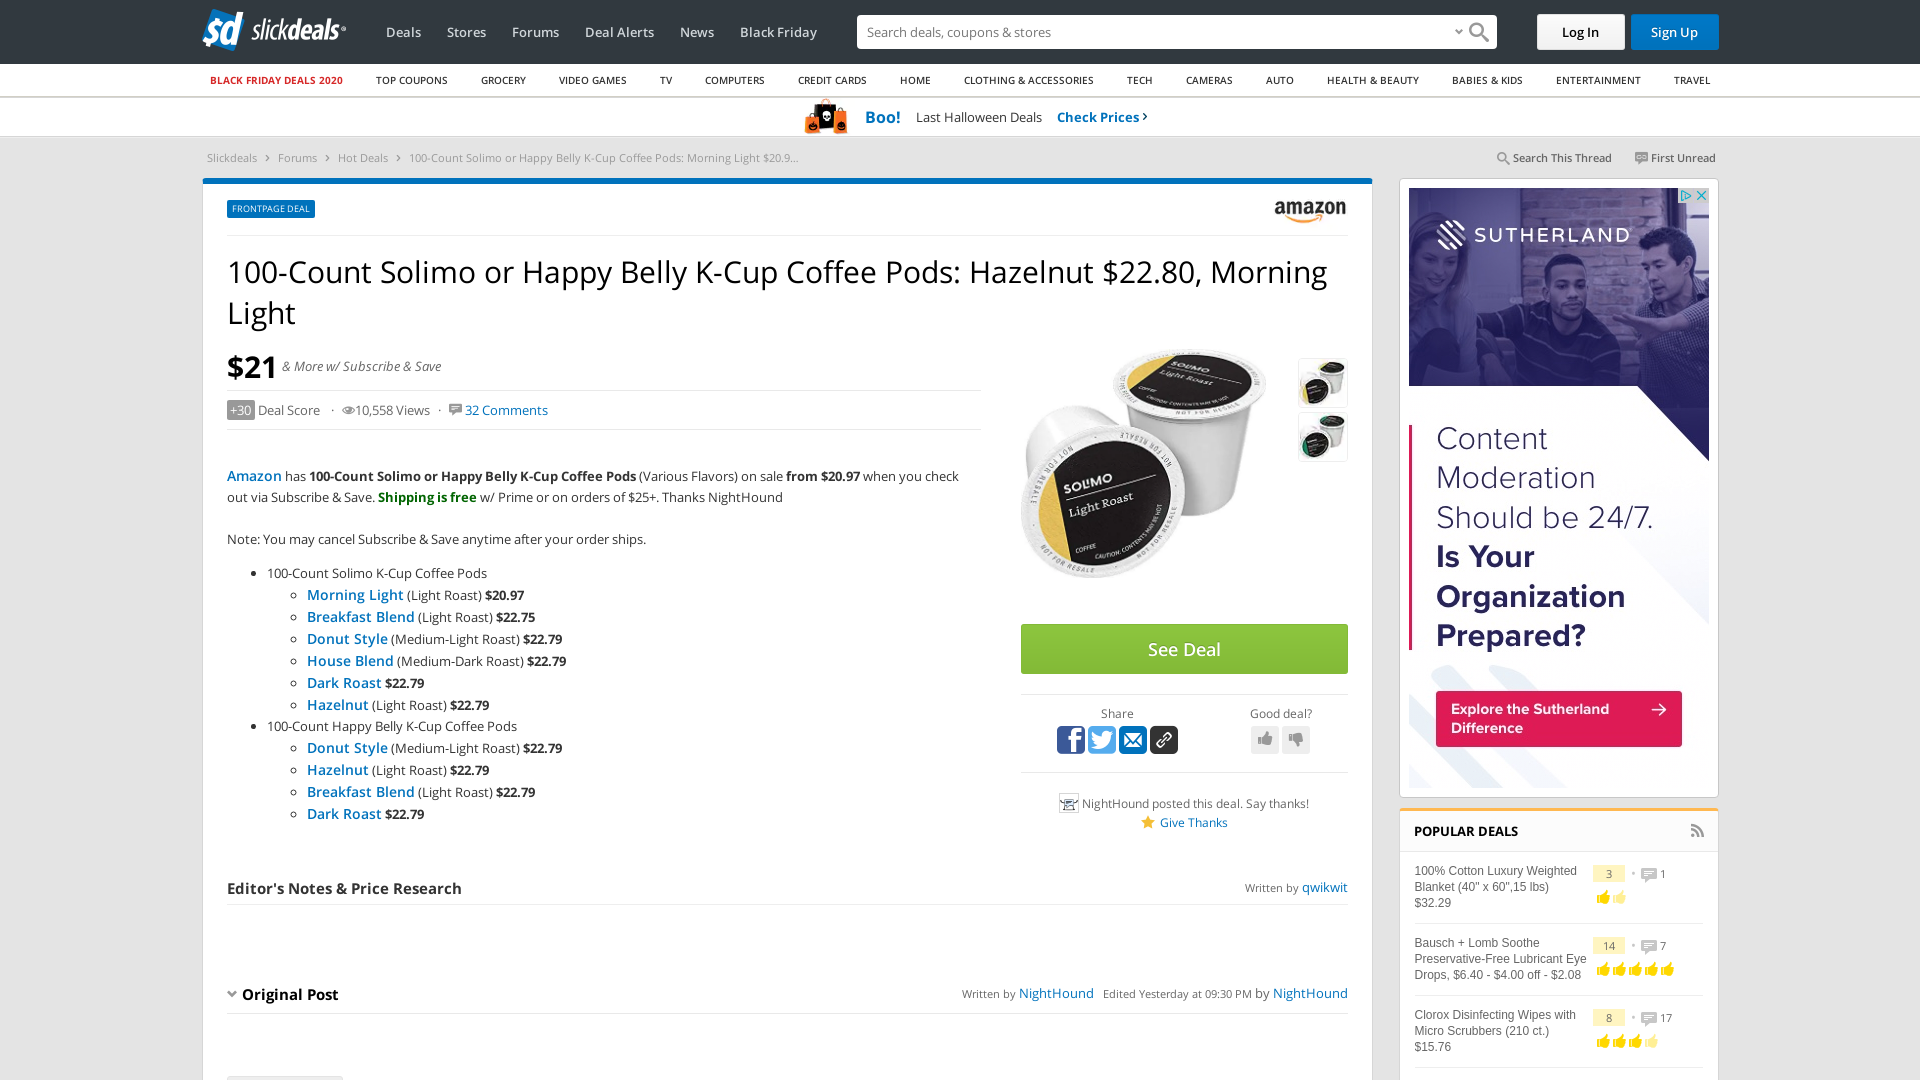 slickdeals
Deals
Stores
Forums
Deal Alerts
News
Black Friday
Search deals, coupons & stores
Log In
Sign Up
BLACK FRIDAY DEALS 2020
TOP COUPONS
GROCERY
VIDEO GAMES
TV
COMPUTERS
CREDIT CARDS
HOME
CLOTHING & ACCESSORIES
TECH
CAMERAS
AUTO
HEALTH & BEAUTY
BABIES & KIDS
ENTERTAINMENT
TRAVEL
Boo! Last Halloween Deals Check Prices
Slickdeals > Forums > Hot Deals > 100-Count Solimo or Happy Belly K-Cup Coffee Pods: Morning Light $20.9...
Search This Thread
First Unread
FRONTPAGE DEAL
amazon
100-Count Solimo or Happy Belly K-Cup Coffee Pods: Hazelnut $22.80, Morning
Light
$21 & More w/ Subscribe & Save
+30 Deal Score · 10,558 Views · 32 Comments
Amazon has 100-Count Solimo or Happy Belly K-Cup Coffee Pods (Various Flavors) on sale from $20.97 when you check
out via Subscribe & Save. Shipping is free w/ Prime or on orders of $25+. Thanks NightHound
Note: You may cancel Subscribe & Save anytime after your order ships.
100-Count Solimo K-Cup Coffee Pods
Morning Light (Light Roast) $20.97
Breakfast Blend (Light Roast) $22.75
Donut Style (Medium-Light Roast) $22.79
House Blend (Medium-Dark Roast) $22.79
Dark Roast $22.79
Hazelnut (Light Roast) $22.79
100-Count Happy Belly K-Cup Coffee Pods
Donut Style (Medium-Light Roast) $22.79
Hazelnut (Light Roast) $22.79
Breakfast Blend (Light Roast) $22.79
Dark Roast $22.79
SOLIMO
Light Roast
COFFEE
SOLIMO
Light Roast
COFFEE
CAUTION, CONTENTS MAY BE HOT
NOT FOR RESALE
See Deal
Share
Good deal?
NightHound posted this deal. Say thanks!
Give Thanks
Editor's Notes & Price Research
Written by qwikwit
Original Post
Written by NightHound Edited Yesterday at 09:30 PM by NightHound
SUTHERLAND
Content
Moderation
Should be 24/7.
Is Your
Organization
Prepared?
Explore the Sutherland
Difference
POPULAR DEALS
100% Cotton Luxury Weighted
Blanket (40" x 60",15 lbs)
$32.29
3 • 1
Bausch + Lomb Soothe
Preservative-Free Lubricant Eye
Drops, $6.40 - $4.00 off - $2.08
14 • 7
Clorox Disinfecting Wipes with
Micro Scrubbers (210 ct.)
$15.76
8 • 17